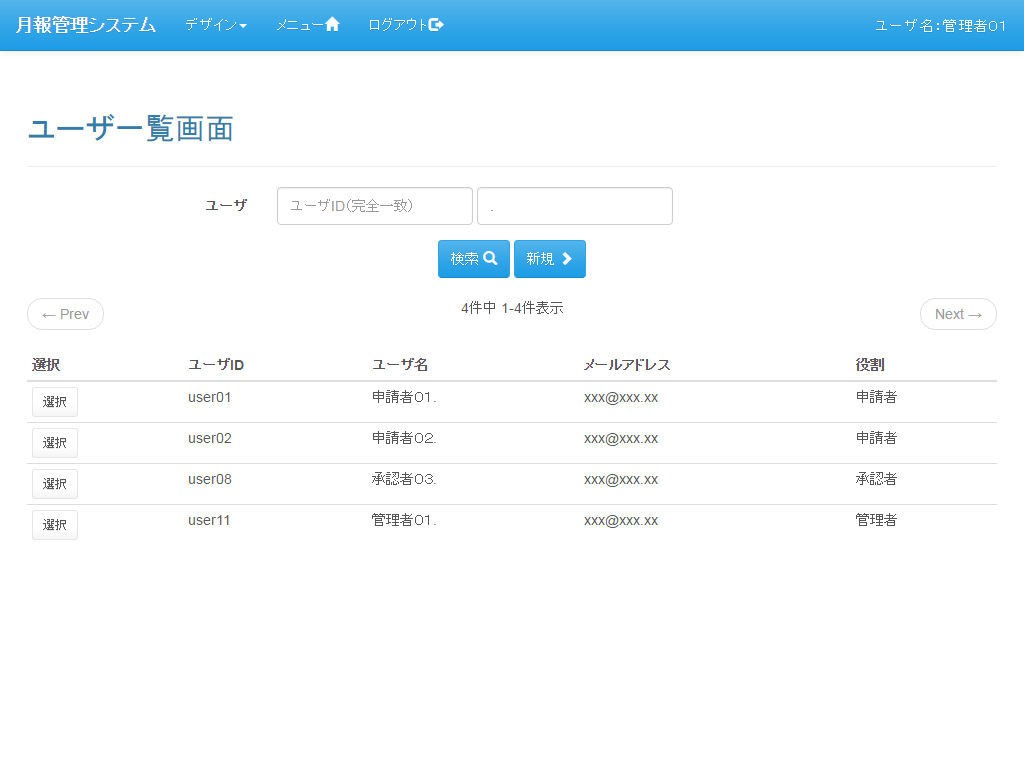 月報管理システム デザイン メニュー ログアウト ユーザ名:管理者01
ユーザ一覧画面
ユーザ ユーザID(完全一致) .
検索 新規
← Prev 4件中 1-4件表示 Next →
選択 ユーザID ユーザ名 メールアドレス 役割
選択 user01 申請者01. xxx@xxx.xx 申請者
選択 user02 申請者02. xxx@xxx.xx 申請者
選択 user08 承認者03. xxx@xxx.xx 承認者
選択 user11 管理者01. xxx@xxx.xx 管理者